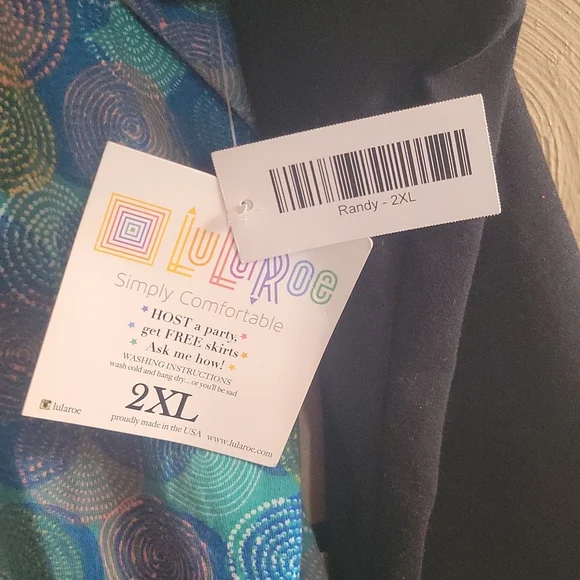 Randy - 2XL
LuLaRoe
Simply Comfortable
HOST a party,
get FREE skirts
Ask me how!
WASHING INSTRUCTIONS
wash cold and hang dry... or you'll be sad
2XL
proudly made in the USA
lularoe
www.lularoe.com